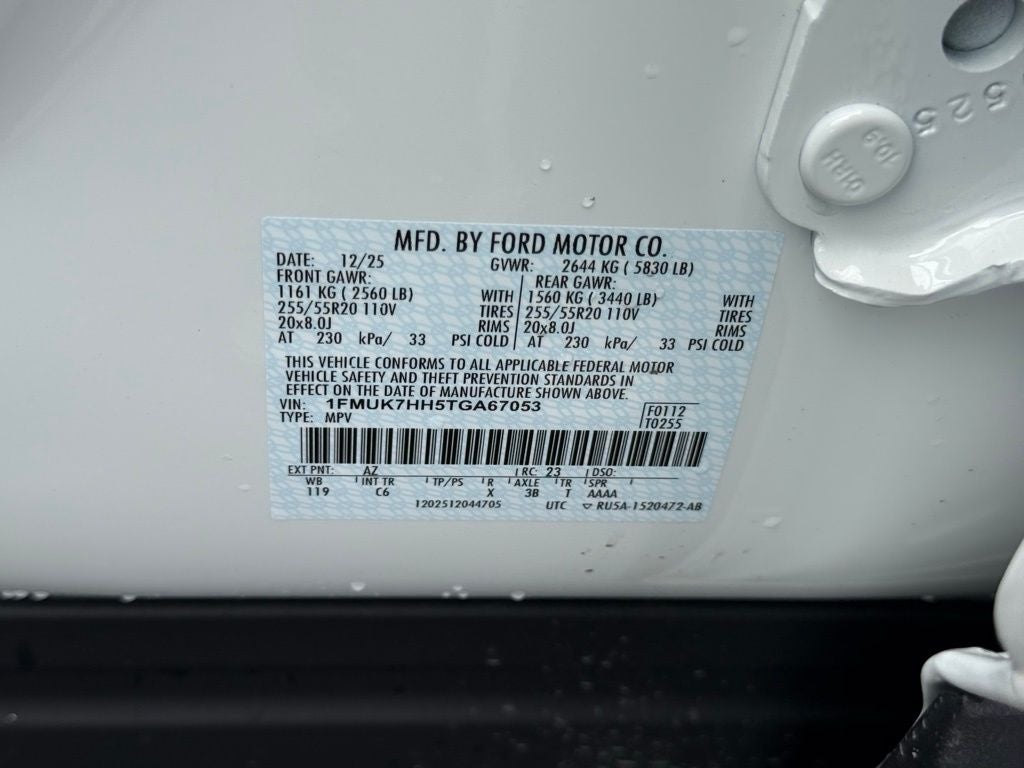 MFD. BY FORD MOTOR CO.
DATE: 12/25 GVWR: 2644 KG ( 5830 LB)
FRONT GAWR: REAR GAWR:
1161 KG ( 2560 LB) WITH 1560 KG ( 3440 LB) WITH
255/55R20 110V TIRES 255/55R20 110V TIRES
20x8.0J RIMS 20x8.0J RIMS
AT 230 kPa/ 33 PSI COLD AT 230 kPa/ 33 PSI COLD
THIS VEHICLE CONFORMS TO ALL APPLICABLE FEDERAL MOTOR
VEHICLE SAFETY AND THEFT PREVENTION STANDARDS IN
EFFECT ON THE DATE OF MANUFACTURE SHOWN ABOVE.
VIN: 1FMUK7HH5TGA67053 F0112
TYPE: MPV T0255
EXT PNT: AZ RC: 23 DSO:
WB INT TR TP/PS R AXLE TR SPR
119 C6 X 3B T AAAA
1202512044705 UTC ▽ RU5A-1520472-AB
OHRH